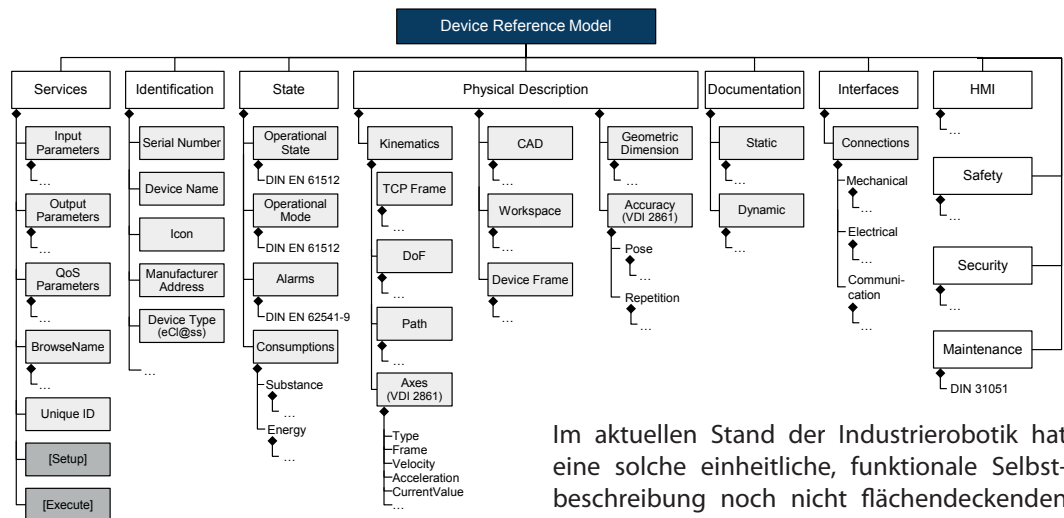 Device Reference Model
Services
Input
Parameters
...
Output
Parameters
...
QoS
Parameters
...
BrowseName
...
Unique ID
[Setup]
[Execute]
Identification
Serial Number
Device Name
Icon
Manufacturer
Address
Device Type
(eCl@ss)
...
State
Operational
State
DIN EN 61512
Operational
Mode
DIN EN 61512
Alarms
DIN EN 62541-9
Consumptions
Substance
...
Energy
...
Physical Description
Kinematics
TCP Frame
...
DoF
...
Path
...
Axes
(VDI 2861)
Type
Frame
Velocity
Acceleration
CurrentValue
...
CAD
...
Workspace
...
Device Frame
...
Geometric
Dimension
...
Accuracy
(VDI 2861)
Pose
...
Repetition
...
Documentation
Static
...
Dynamic
...
Interfaces
Connections
Mechanical
...
Electrical
...
Communi-
cation
...
HMI
...
Safety
...
Security
...
Maintenance
DIN 31051
Im aktuellen Stand der Industrierobotik hat
eine solche einheitliche, funktionale Selbst-
beschreibung noch nicht flächendeckenden